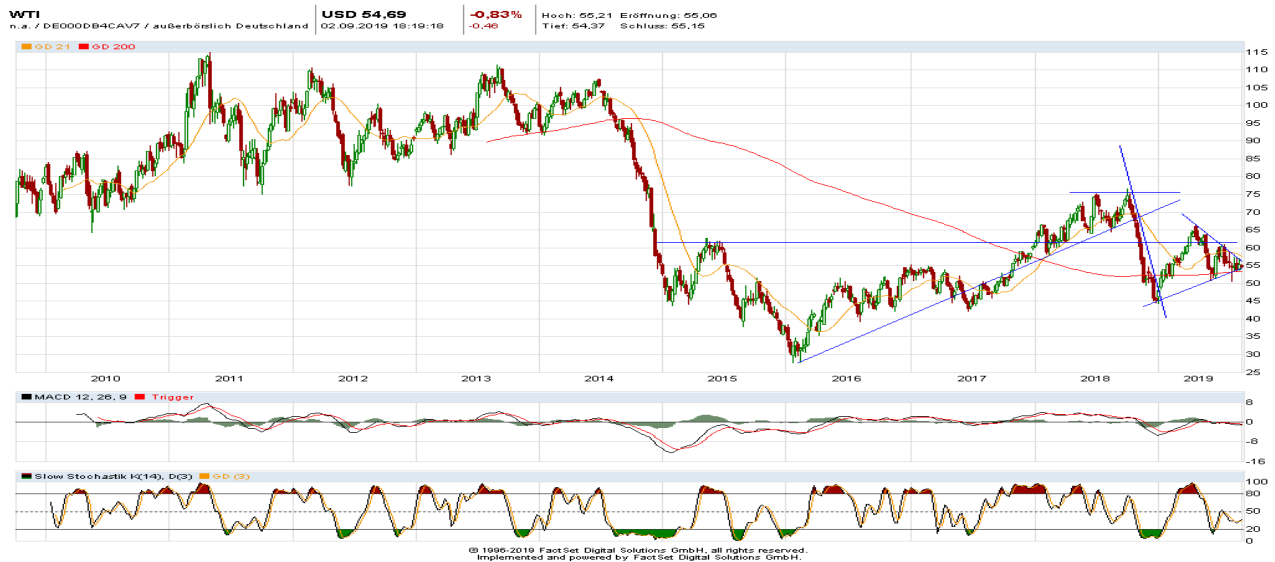 WTI
n.a. / DE000DB4CAV7 / außerbörslich Deutschland
USD 54,69
02.09.2019 18:19:18
-0,83%
-0,46
Hoch: 55,21 Eröffnung: 55,06
Tief: 54,37 Schluss: 55,15
GD 21 GD 200
115
110
105
100
95
90
85
80
75
70
65
60
55
50
45
40
35
30
25
2010 2011 2012 2013 2014 2015 2016 2017 2018 2019
MACD 12, 26, 9 Trigger
8
0
-8
-16
Slow Stochastik K(14), D(3) GD (3)
100
80
50
20
0
© 1996-2019 FactSet Digital Solutions GmbH, all rights reserved.
Implemented and powered by FactSet Digital Solutions GmbH.